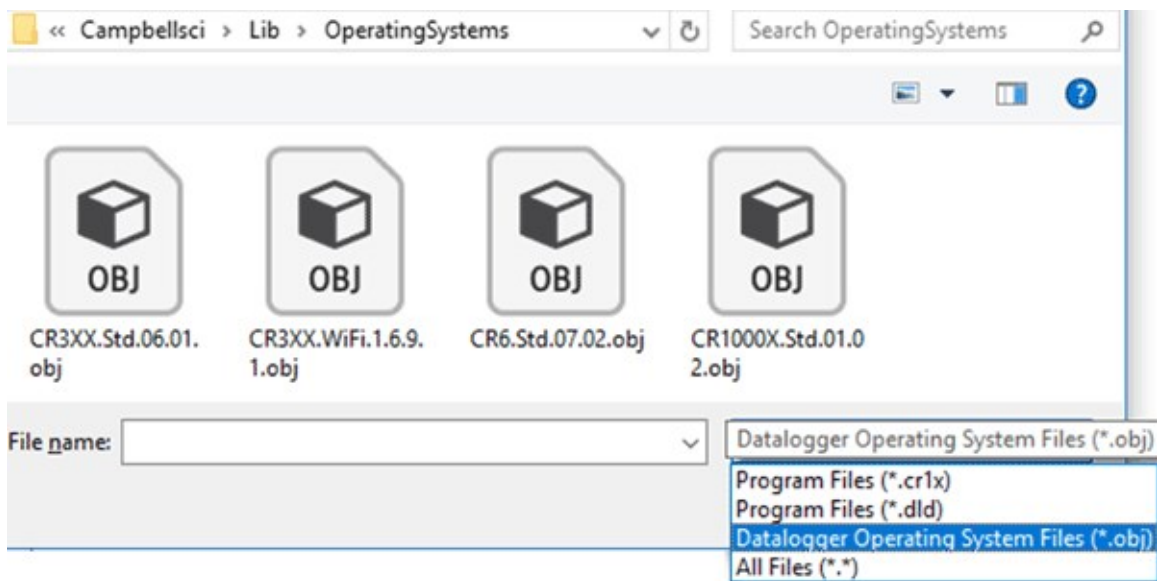 « Campbellsci › Lib › OperatingSystems
Search OperatingSystems
OBJ
OBJ
OBJ
OBJ
CR3XX.Std.06.01.
obj
CR3XX.WiFi.1.6.9.
1.obj
CR6.Std.07.02.obj
CR1000X.Std.01.0
2.obj
File name:
Datalogger Operating System Files (*.obj)
Program Files (*.cr1x)
Program Files (*.dld)
Datalogger Operating System Files (*.obj)
All Files (*.*)